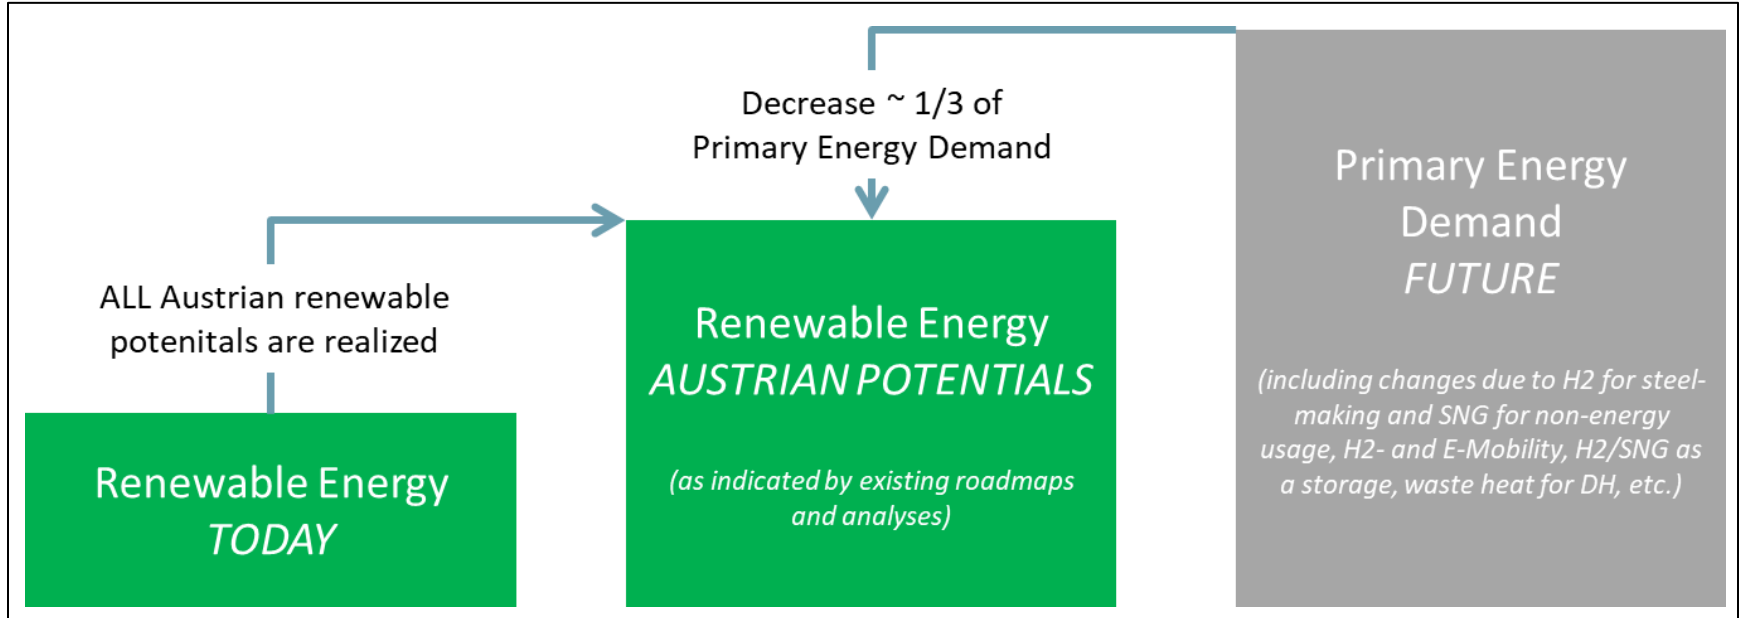 Decrease ~ 1/3 of
Primary Energy Demand
ALL Austrian renewable
potenitals are realized
Renewable Energy
TODAY
Renewable Energy
AUSTRIAN POTENTIALS
(as indicated by existing roadmaps
and analyses)
Primary Energy
Demand
FUTURE
(including changes due to H2 for steel-
making and SNG for non-energy
usage, H2- and E-Mobility, H2/SNG as
a storage, waste heat for DH, etc.)